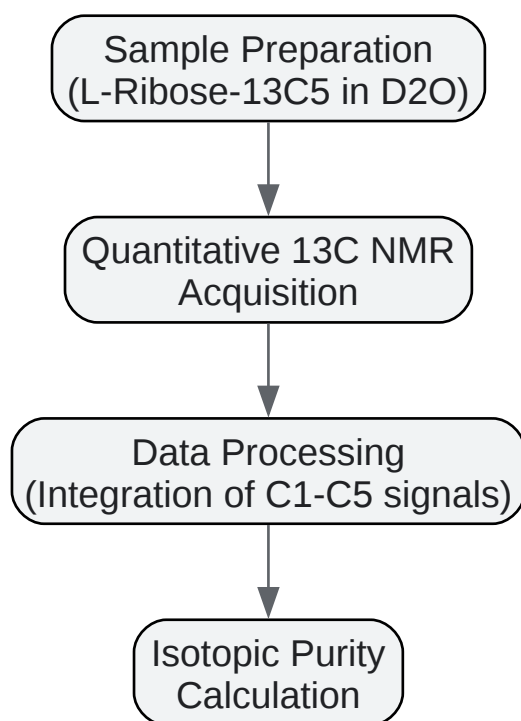 Sample Preparation
(L-Ribose-13C5 in D2O)
Quantitative 13C NMR
Acquisition
Data Processing
(Integration of C1-C5 signals)
Isotopic Purity
Calculation